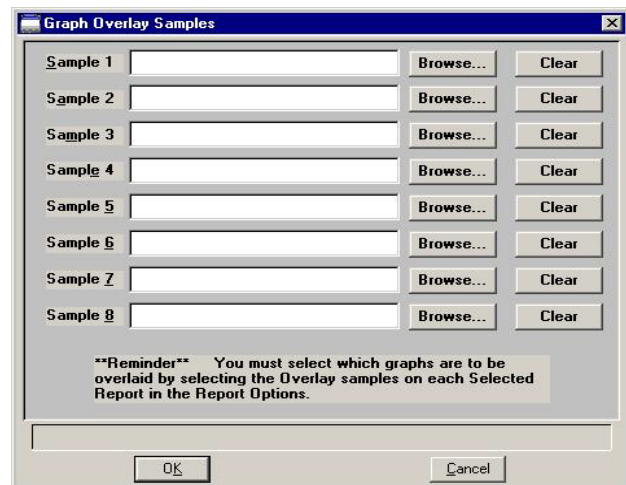 Graph Overlay Samples
Sample 1 Browse... Clear
Sample 2 Browse... Clear
Sample 3 Browse... Clear
Sample 4 Browse... Clear
Sample 5 Browse... Clear
Sample 6 Browse... Clear
Sample 7 Browse... Clear
Sample 8 Browse... Clear
**Reminder** You must select which graphs are to be
overlaid by selecting the Overlay samples on each Selected
Report in the Report Options.
OK Cancel